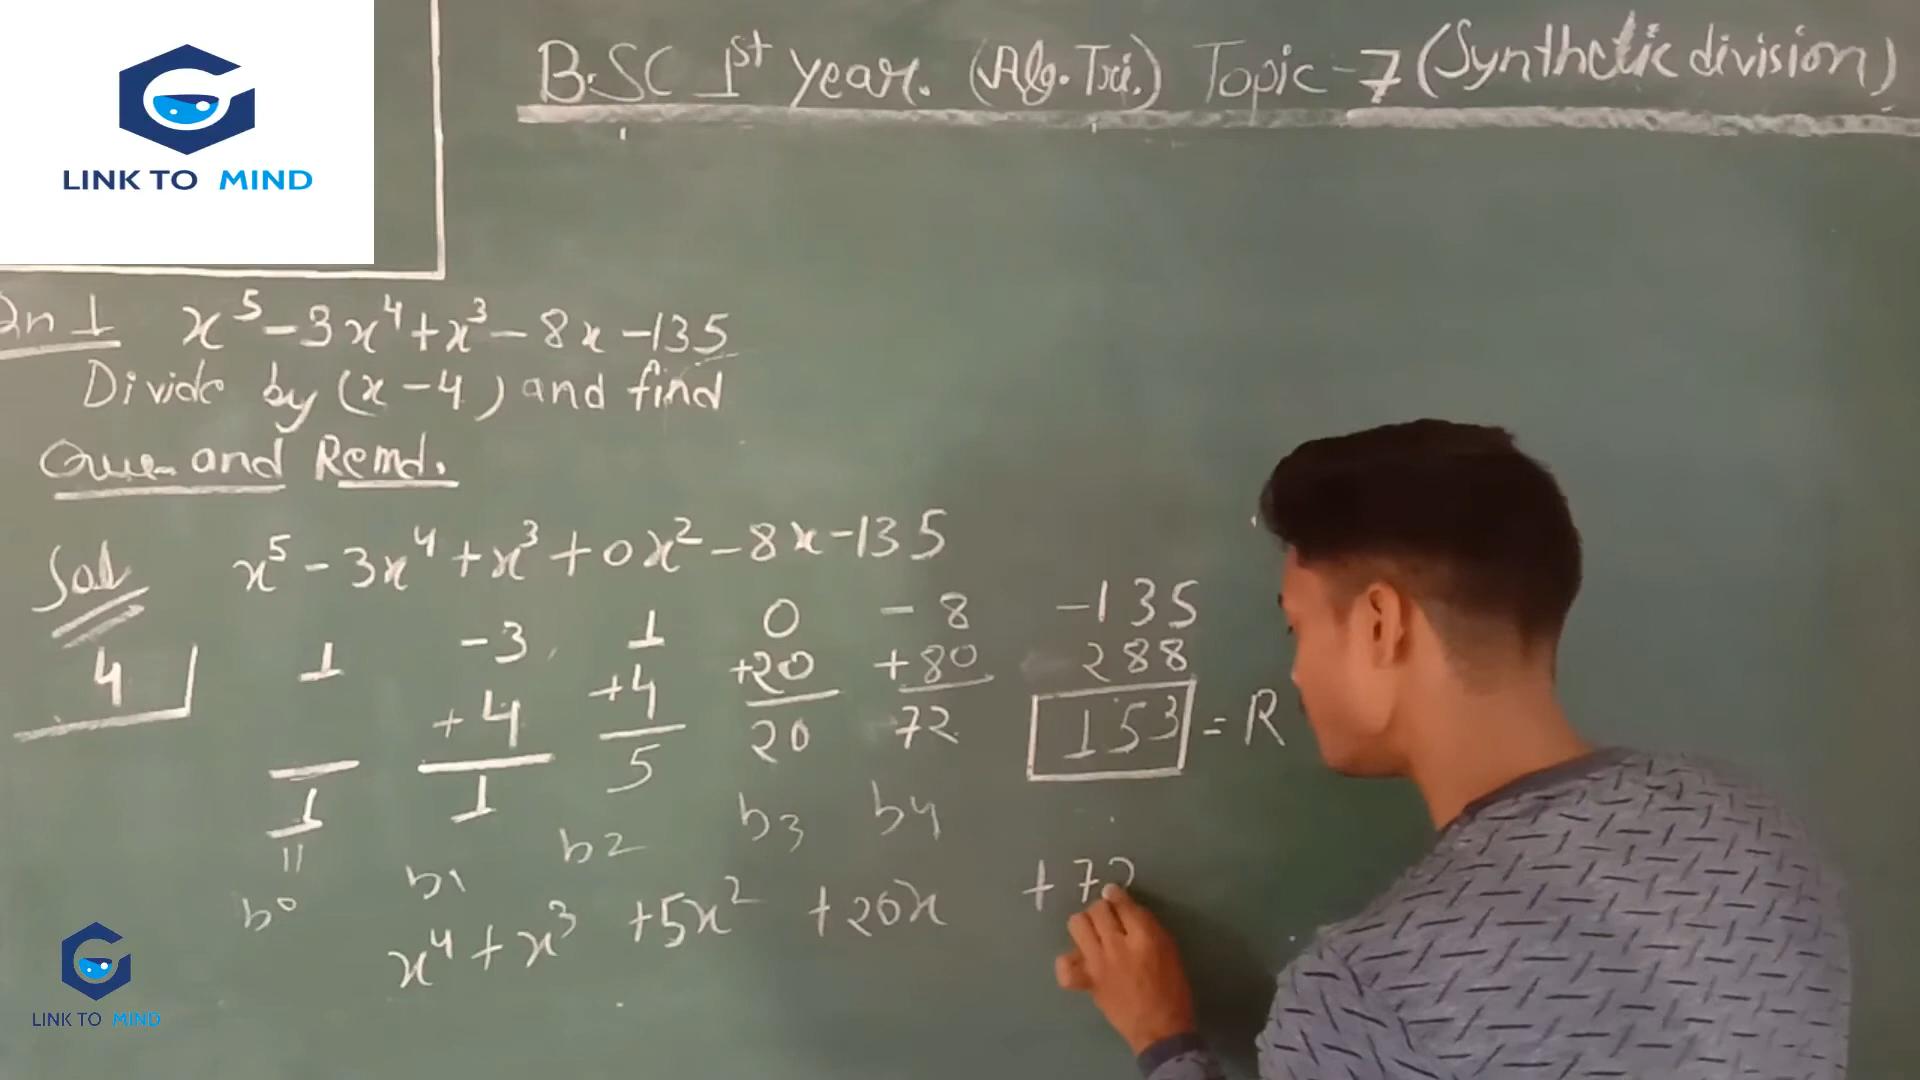 LINK TO MIND
B.SC 1st year. (Alg. Tri.) Topic-7 (Synthetic division)
Qn 1 x⁵-3x⁴+x³-8x-135
Divide by (x-4) and find
Que and Remd.
Sol x⁵-3x⁴+x³+0x²-8x-135
4 1 -3 1 0 -8 -135
+4 +4 +20 +80 288
1 1 5 20 72 153 = R
"
b0 b1 b2 b3 b4
x⁴+x³ +5x² +20x +72
LINK TO MIND